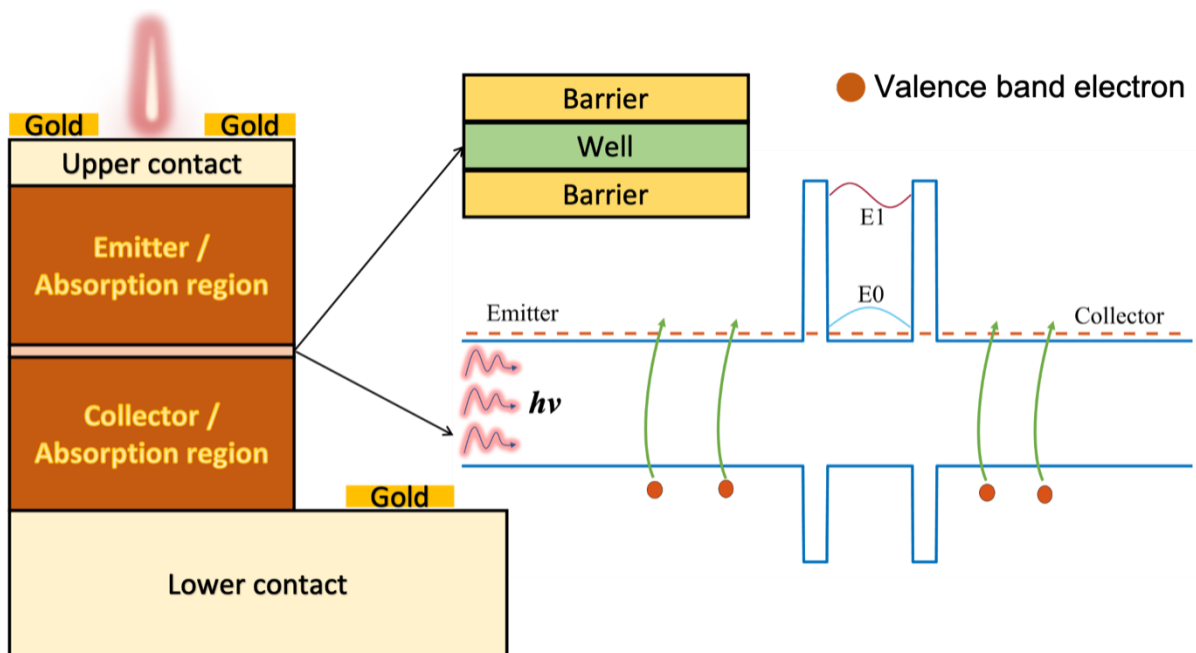 Gold
Gold
Upper contact
Emitter /
Absorption region
Collector /
Absorption region
Gold
Lower contact
Barrier
Well
Barrier
Valence band electron
E1
E0
Emitter
Collector
hν